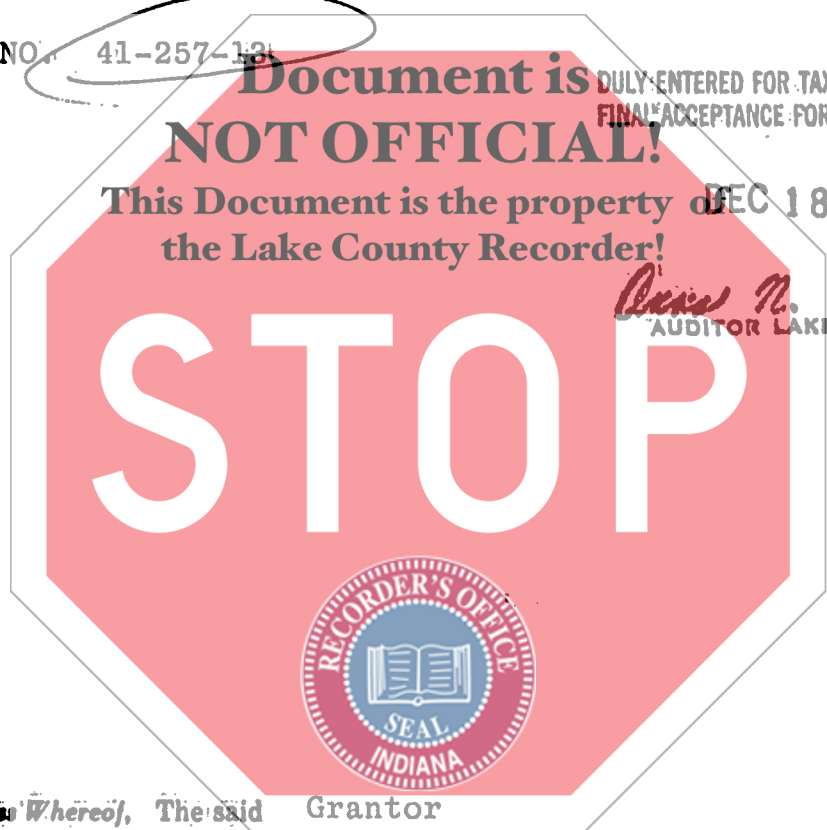 NO. 41-257-13
Document is
DULY ENTERED FOR TAX
NOT OFFICIAL!
FINAL ACCEPTANCE FOR
This Document is the property of
DEC 18
the Lake County Recorder!
AUDITOR LAKE
STOP
RECORDER'S OFFICE
SEAL
INDIANA
Whereof, The said Grantor